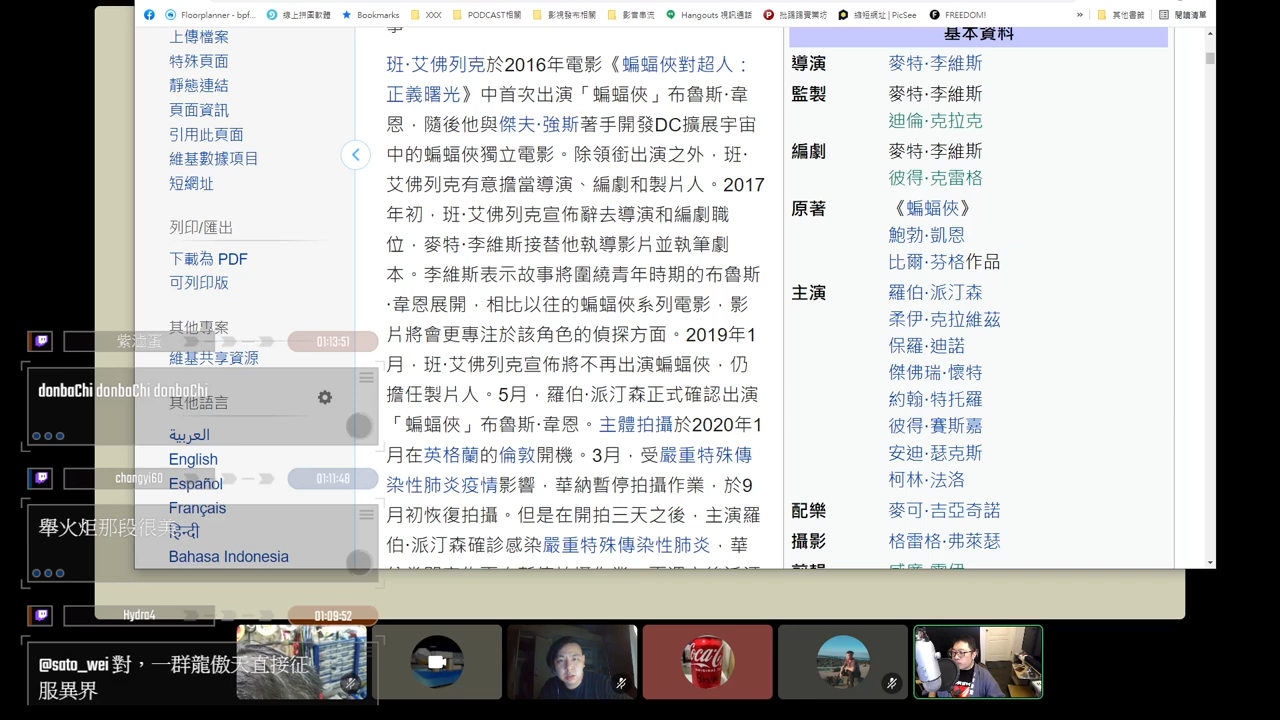 Floorplanner - bpf...
線上拼圖軟體
Bookmarks
XXX
PODCAST相關
影視發布相關
影音串流
Hangouts 視訊通話
批踢踢實業坊
縮短網址 | PicSee
FREEDOM!
»
其他書籤
閱讀清單
上傳檔案
特殊頁面
靜態連結
頁面資訊
引用此頁面
維基數據項目
短網址
列印/匯出
下載為 PDF
可列印版
其他專案
維基共享資源
其他語言
العربية
English
Español
Français
हिन्दी
Bahasa Indonesia
班·艾佛列克於2016年電影《蝙蝠俠對超人：
正義曙光》中首次出演「蝙蝠俠」布魯斯·韋
恩，隨後他與傑夫·強斯著手開發DC擴展宇宙
中的蝙蝠俠獨立電影。除領銜出演之外，班·
艾佛列克有意擔當導演、編劇和製片人。2017
年初，班·艾佛列克宣佈辭去導演和編劇職
位，麥特·李維斯接替他執導影片並執筆劇
本。李維斯表示故事將圍繞青年時期的布魯斯
·韋恩展開，相比以往的蝙蝠俠系列電影，影
片將會更專注於該角色的偵探方面。2019年1
月，班·艾佛列克宣佈將不再出演蝙蝠俠，仍
擔任製片人。5月，羅伯·派汀森正式確認出演
「蝙蝠俠」布魯斯·韋恩。主體拍攝於2020年1
月在英格蘭的倫敦開機。3月，受嚴重特殊傳
染性肺炎疫情影響，華納暫停拍攝作業，於9
月初恢復拍攝。但是在開拍三天之後，主演羅
伯·派汀森確診感染嚴重特殊傳染性肺炎，華
基本資料
導演 麥特·李維斯
監製 麥特·李維斯
迪倫·克拉克
編劇 麥特·李維斯
彼得·克雷格
原著 《蝙蝠俠》
鮑勃·凱恩
比爾·芬格作品
主演 羅伯·派汀森
柔伊·克拉維茲
保羅·迪諾
傑佛瑞·懷特
約翰·特托羅
彼得·賽斯嘉
安迪·瑟克斯
柯林·法洛
配樂 麥可·吉亞奇諾
攝影 格雷格·弗萊瑟
紫渣蛋 01:13:51
donbaChi donbaChi donbaChi
changyi60 01:11:48
舉火炬那段很美
Hydra4 01:09:52
@sato_wei 對，一群龍傲天直接征
服異界